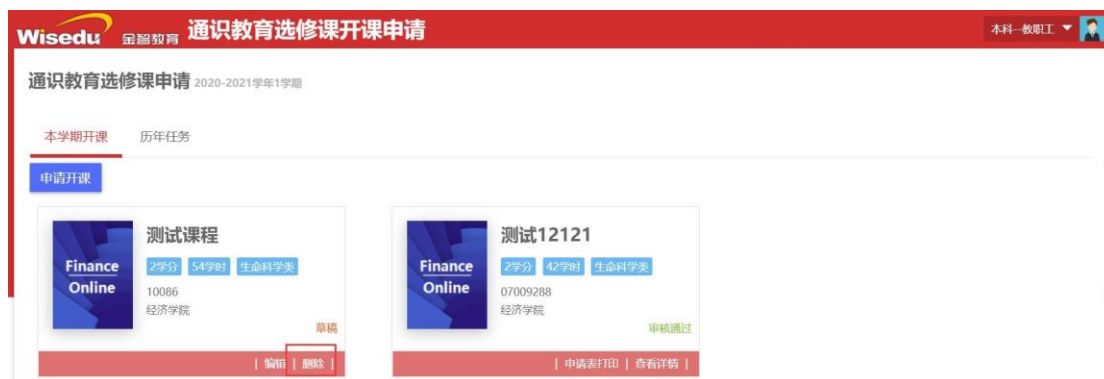 Wisedu 金智教育 通识教育选修课开课申请
本科--教职工
通识教育选修课申请 2020-2021学年1学期
本学期开课 历年任务
申请开课
Finance
Online
测试课程
2学分 54学时 生命科学类
10086
经济学院
草稿
| 编辑 | 删除 |
Finance
Online
测试12121
2学分 42学时 生命科学类
07009288
经济学院
审核通过
| 申请表打印 | 查看详情 |